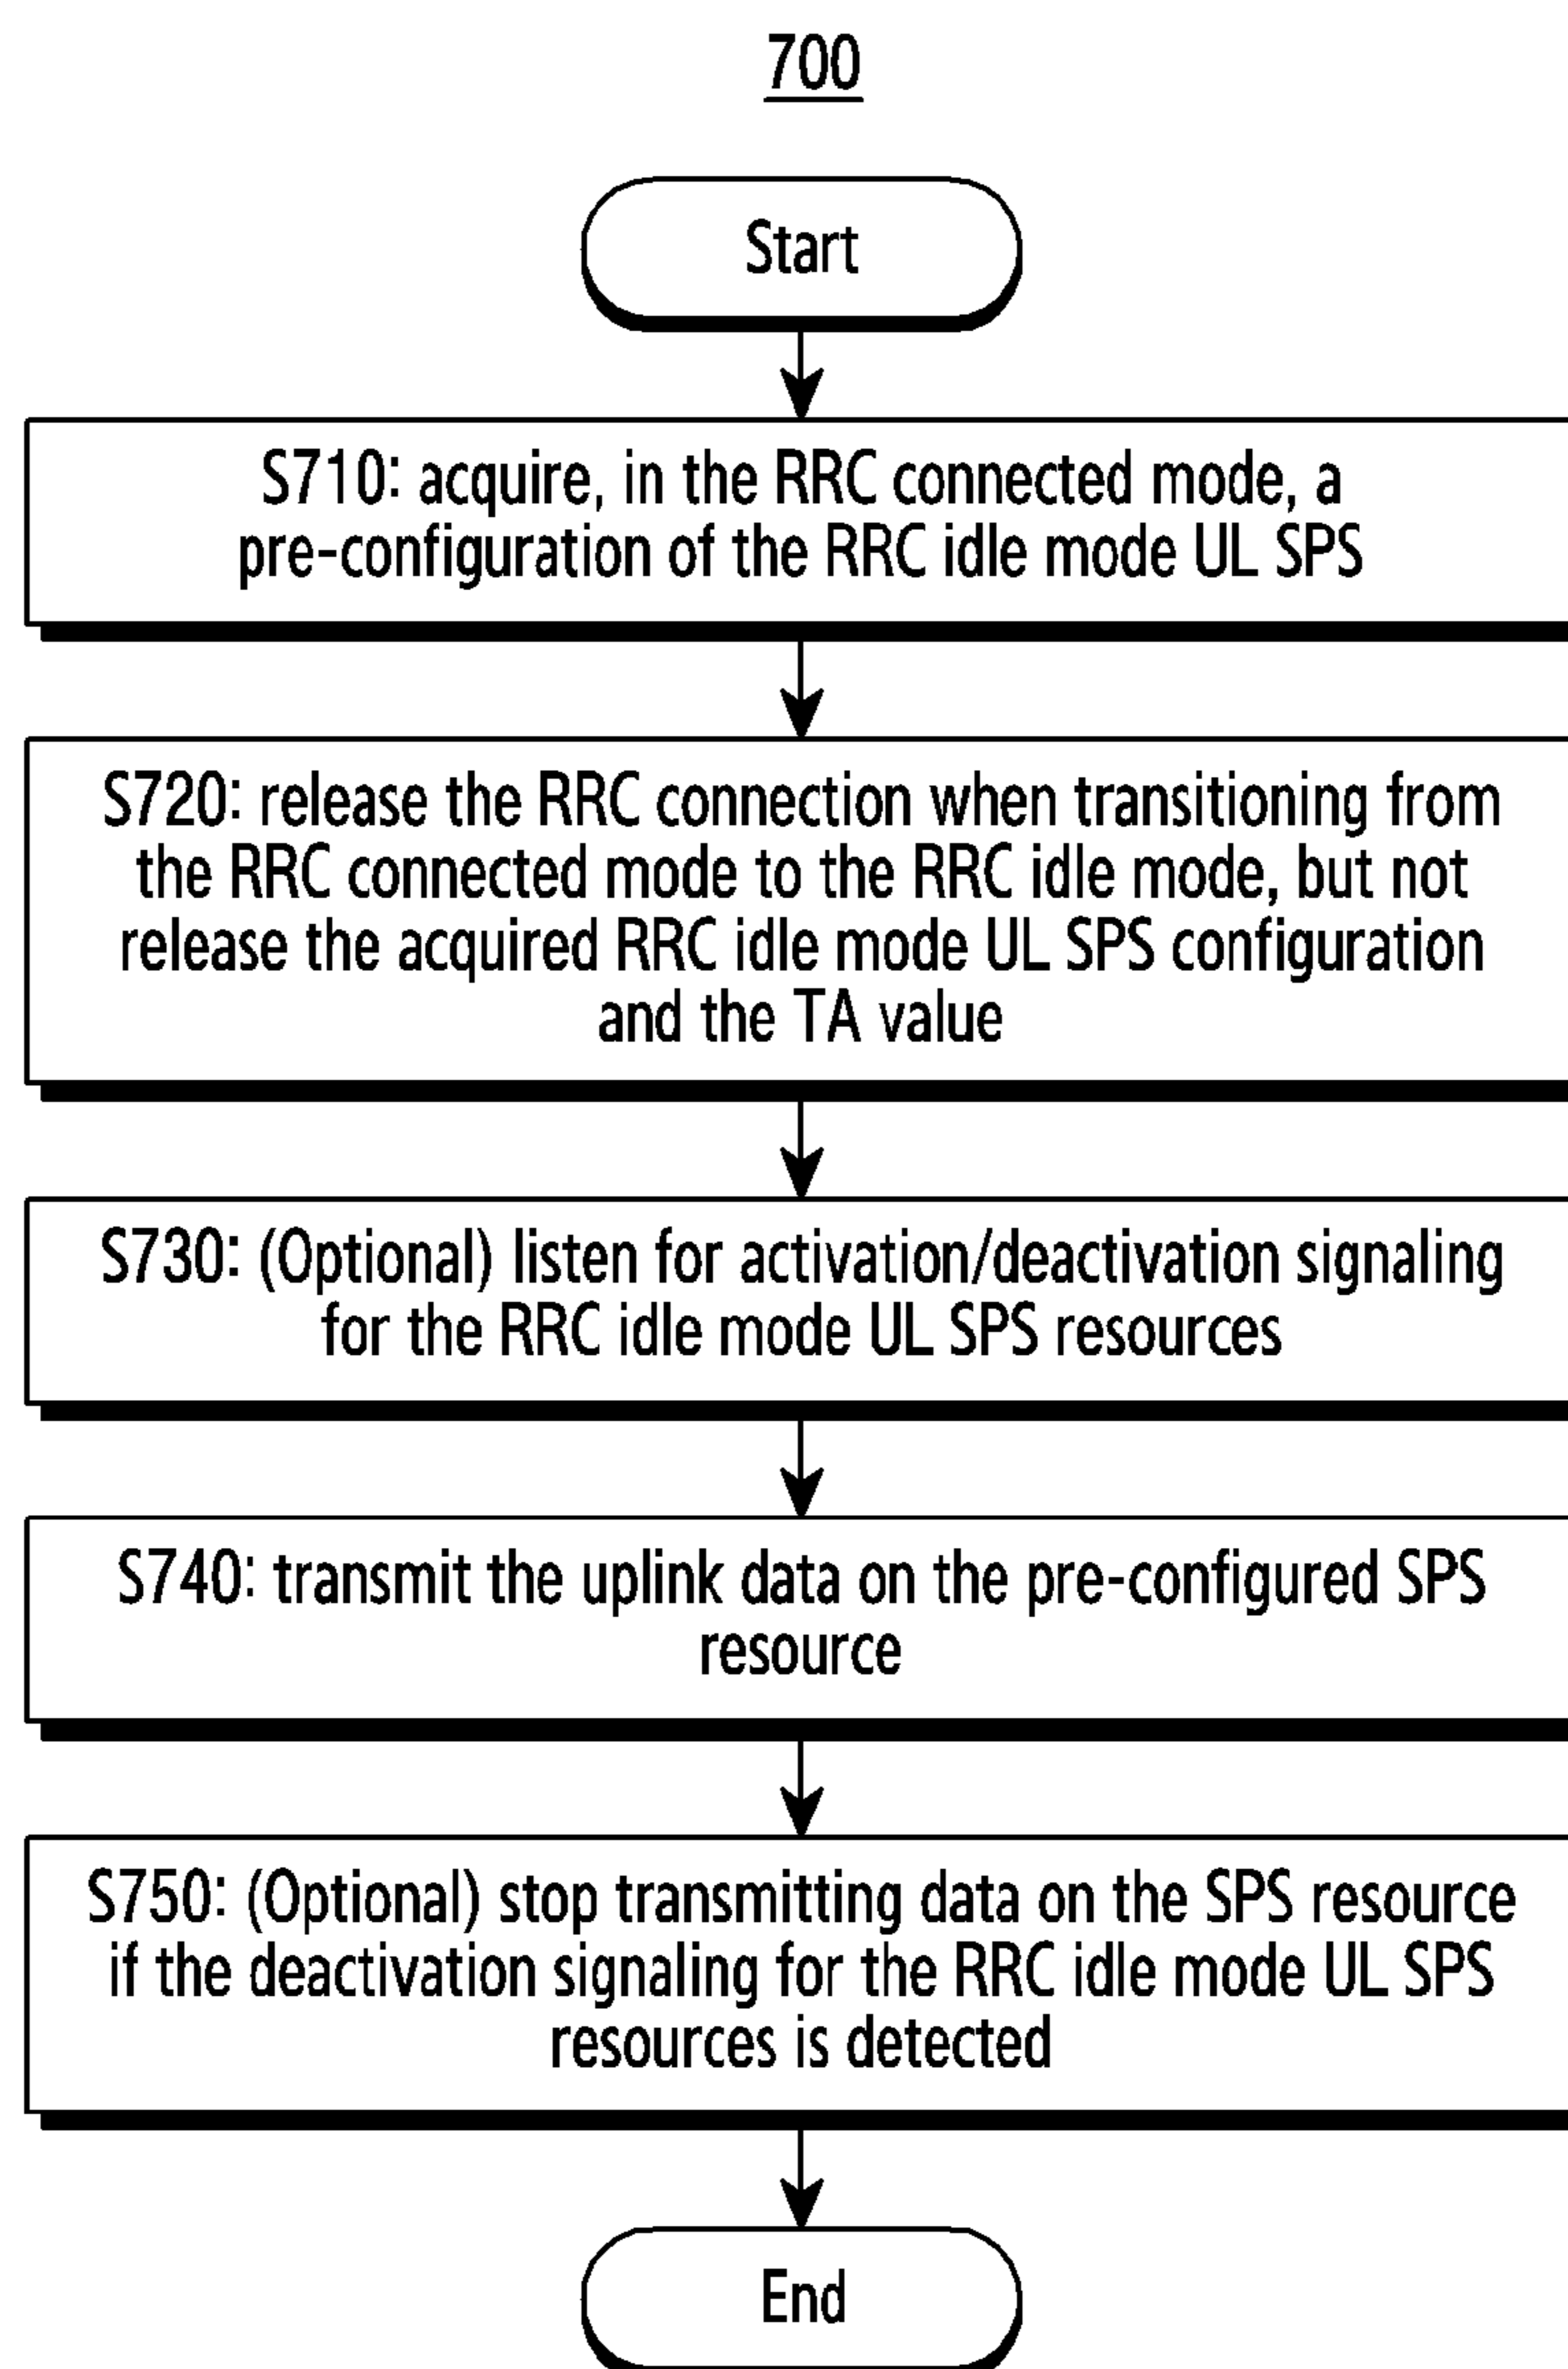 700
Start
S710: acquire, in the RRC connected mode, a
pre-configuration of the RRC idle mode UL SPS
S720: release the RRC connection when transitioning from
the RRC connected mode to the RRC idle mode, but not
release the acquired RRC idle mode UL SPS configuration
and the TA value
S730: (Optional) listen for activation/deactivation signaling
for the RRC idle mode UL SPS resources
S740: transmit the uplink data on the pre-configured SPS
resource
S750: (Optional) stop transmitting data on the SPS resource
if the deactivation signaling for the RRC idle mode UL SPS
resources is detected
End